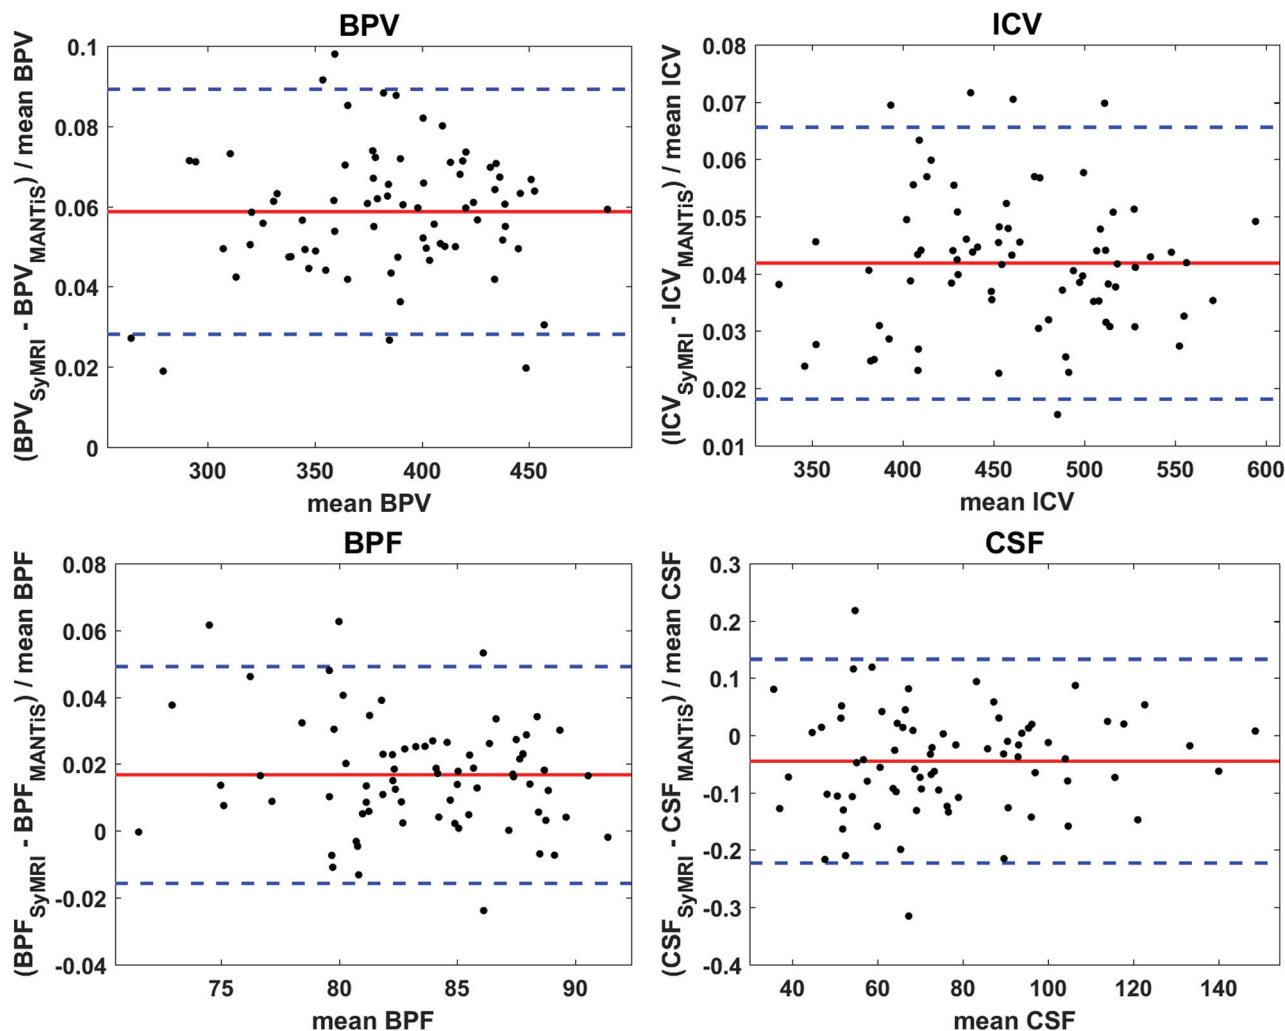 BPV
(BPVSyMRI - BPVMANTiS) / mean BPV
0.1
0.08
0.06
0.04
0.02
0
300 350 400 450
mean BPV
ICV
(ICVSyMRI - ICVMANTiS) / mean ICV
0.08
0.07
0.06
0.05
0.04
0.03
0.02
0.01
350 400 450 500 550 600
mean ICV
BPF
(BPFSyMRI - BPFMANTiS) / mean BPF
0.08
0.06
0.04
0.02
0
-0.02
-0.04
75 80 85 90
mean BPF
CSF
(CSFSyMRI - CSFMANTiS) / mean CSF
0.3
0.2
0.1
0
-0.1
-0.2
-0.3
-0.4
40 60 80 100 120 140
mean CSF